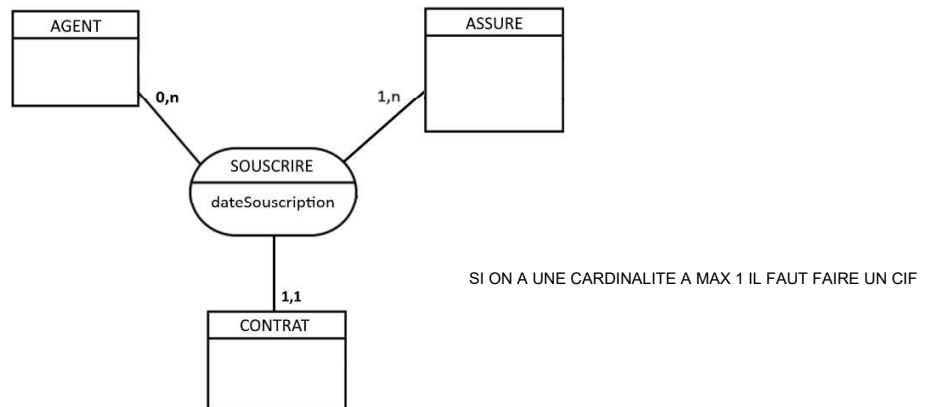 AGENT
ASSURE
0,n
1,n
SOUSCRIRE
dateSouscription
SI ON A UNE CARDINALITE A MAX 1 IL FAUT FAIRE UN CIF
1,1
CONTRAT